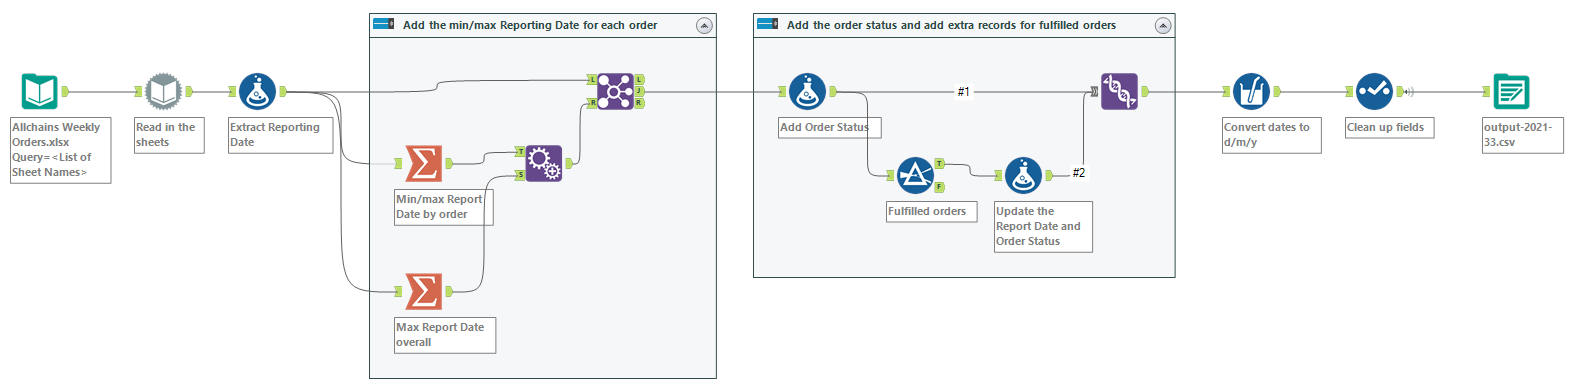 Add the min/max Reporting Date for each order
Add the order status and add extra records for fulfilled orders
Allchains Weekly
Orders.xlsx
Query=<List of
Sheet Names>
Read in the
sheets
Extract Reporting
Date
L
R
L
J
R
Min/max Report
Date by order
T
S
Max Report Date
overall
Add Order Status
#1
T
F
Fulfilled orders
Update the
Report Date and
Order Status
#2
Convert dates to
d/m/y
Clean up fields
output-2021-
33.csv